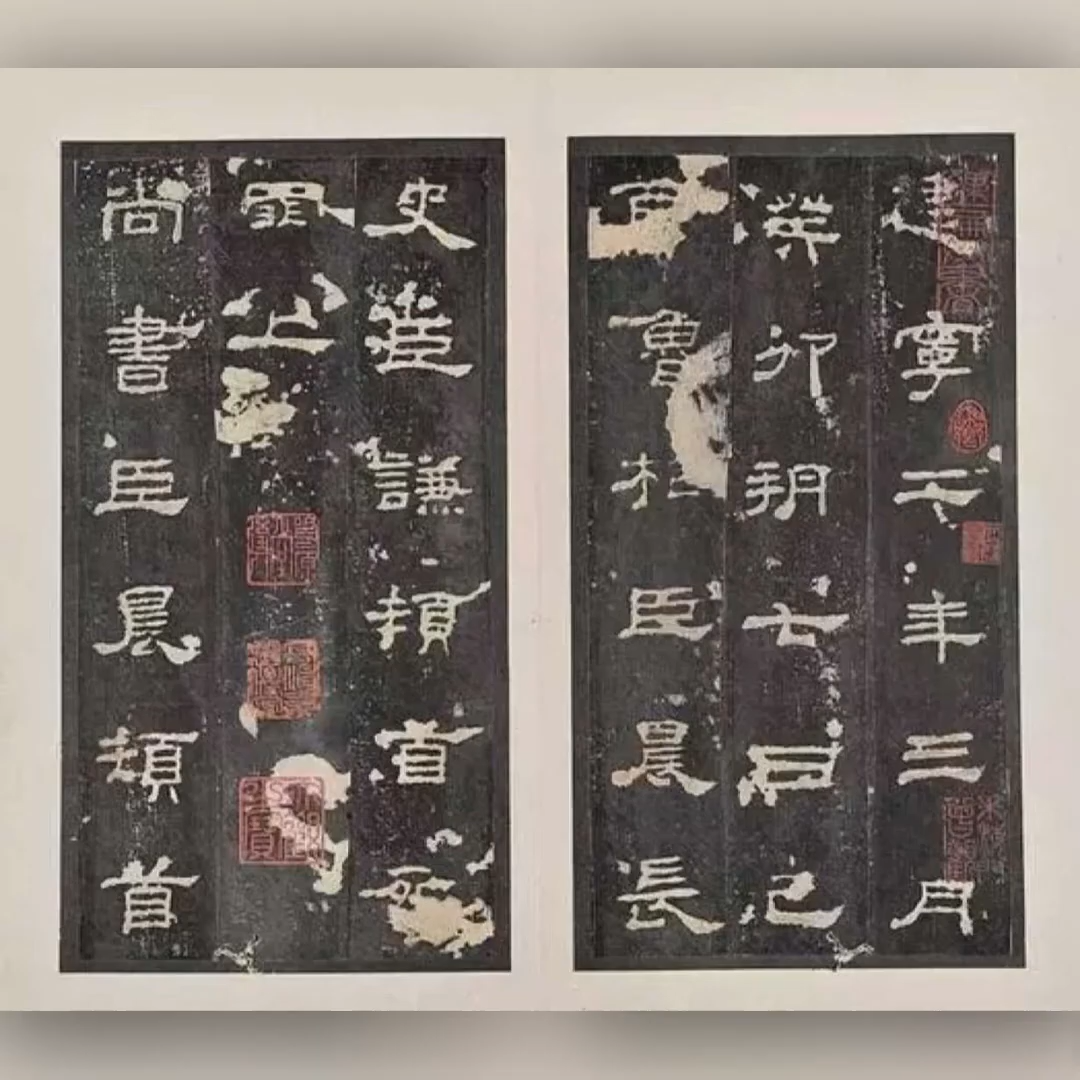 建寧二年三月
癸卯朔七日己
酉魯相臣晨長
史臣謙頓首死
罪上
尚書臣晨頓首